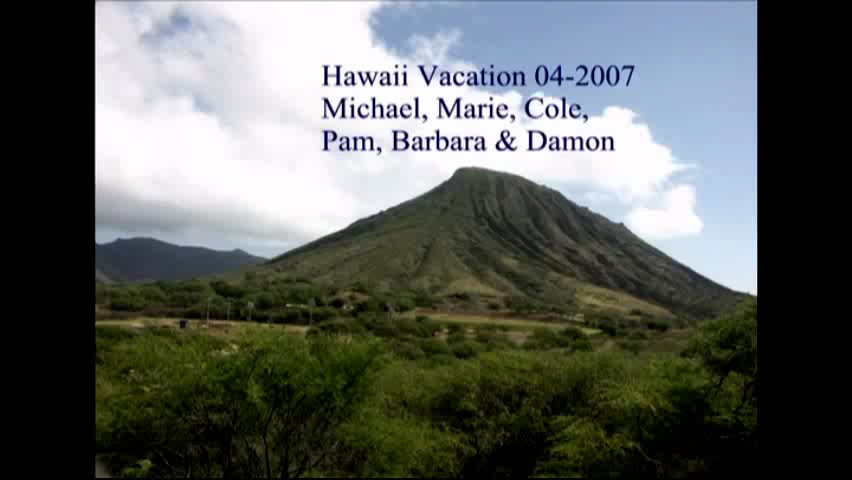 Hawaii Vacation 04-2007
Michael, Marie, Cole,
Pam, Barbara & Damon